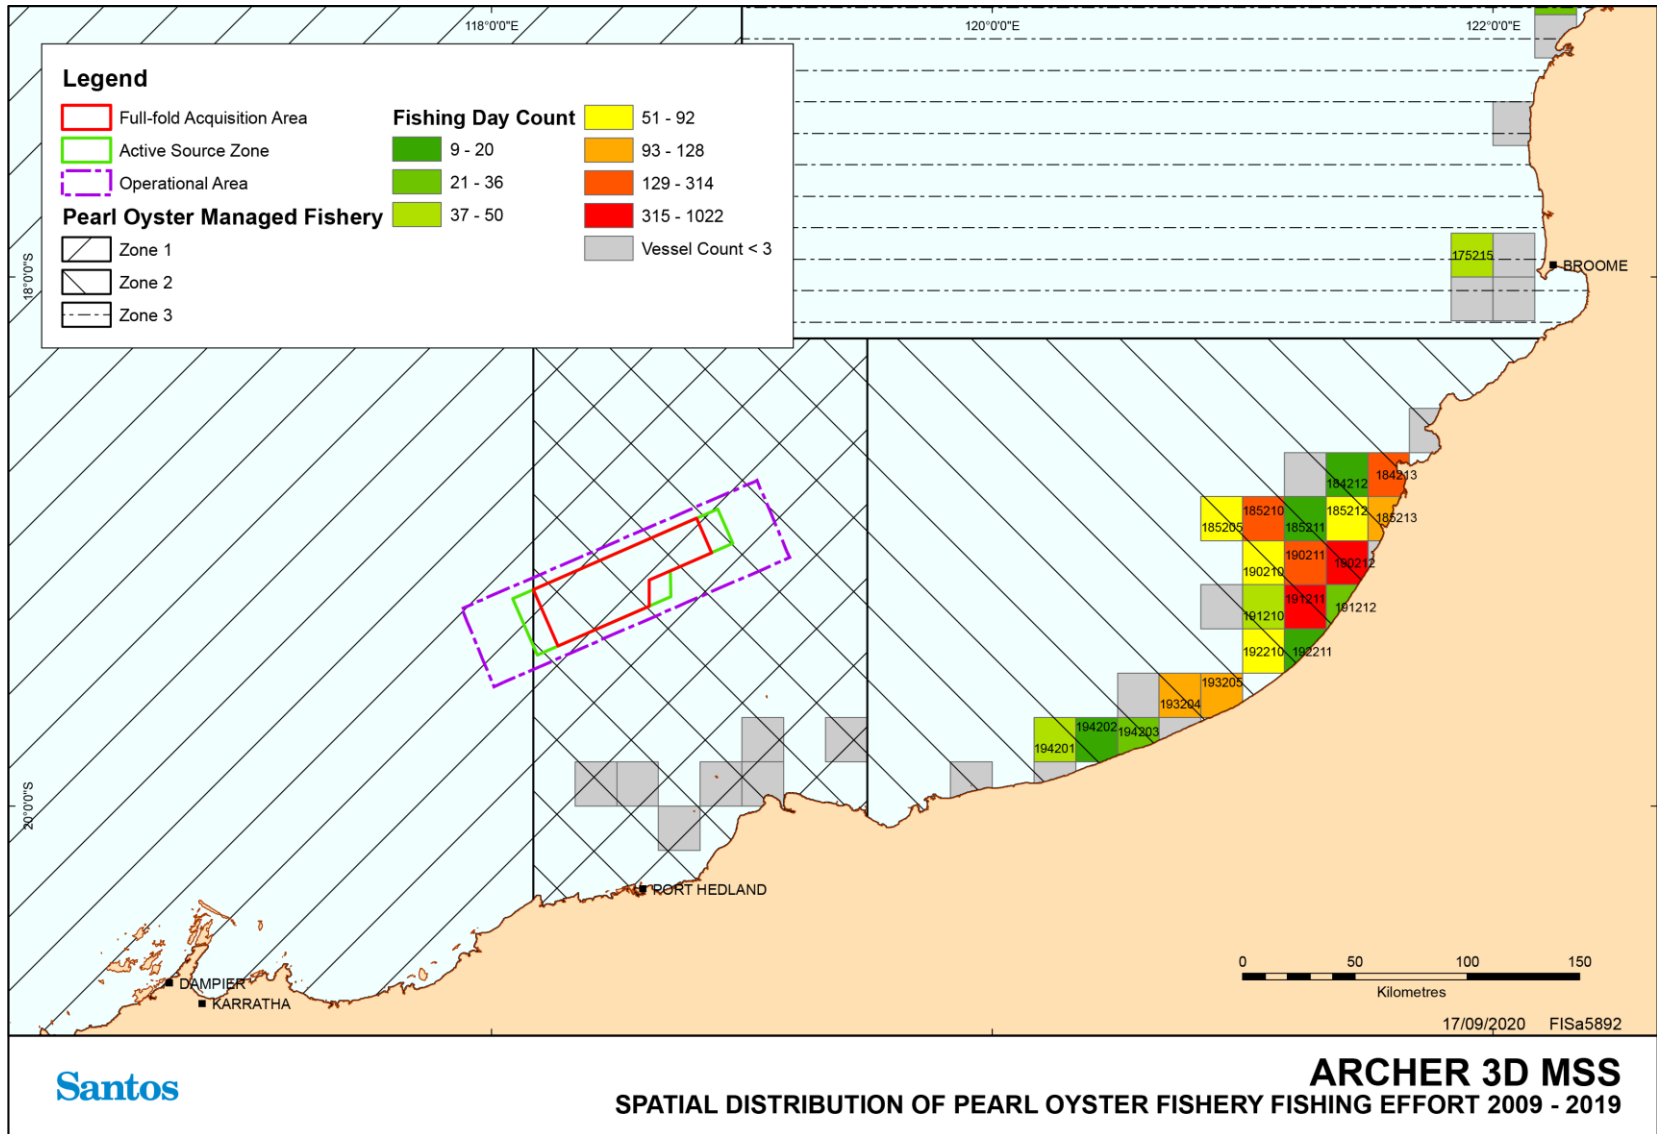 118°0'0"E
120°0'0"E
122°0'0"E
Legend
Full-fold Acquisition Area
Active Source Zone
Operational Area
Pearl Oyster Managed Fishery
Zone 1
Zone 2
Zone 3
Fishing Day Count
9 - 20
21 - 36
37 - 50
51 - 92
93 - 128
129 - 314
315 - 1022
Vessel Count < 3
18°0'0"S
175215
BROOME
184212
184213
185205
185210
185211
185212
185213
190210
190211
190212
191210
191211
191212
192210
192211
193204
193205
194201
194202
194203
20°0'0"S
PORT HEDLAND
DAMPIER
KARRATHA
0 50 100 150
Kilometres
17/09/2020 FISa5892
Santos
ARCHER 3D MSS
SPATIAL DISTRIBUTION OF PEARL OYSTER FISHERY FISHING EFFORT 2009 - 2019